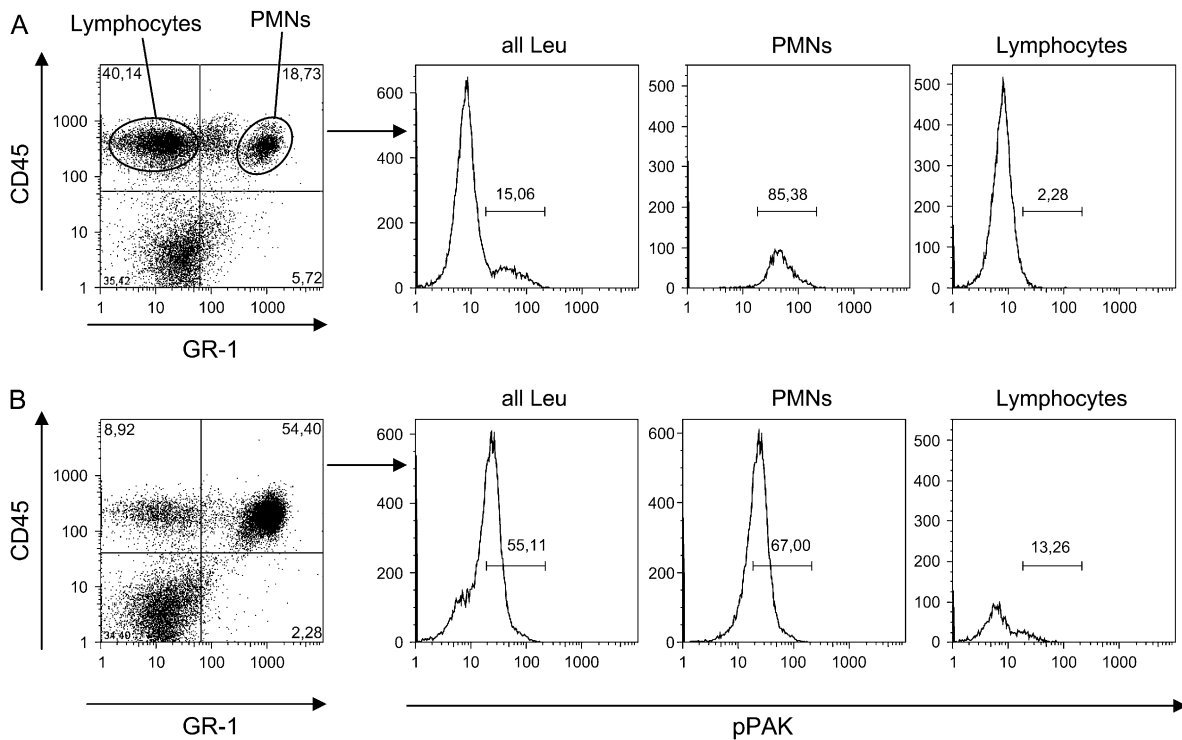 A
Lymphocytes
PMNs
all Leu
PMNs
Lymphocytes
40,14
18,73
1000
100
10
1
35,42
5,72
1 10 100 1000
CD45
GR-1
600
400
200
0
15,06
1 10 100 1000
500
400
300
200
100
0
85,38
1 10 100 1000
500
400
300
200
100
0
2,28
1 10 100 1000
B
all Leu
PMNs
Lymphocytes
8,92
54,40
1000
100
10
1
34,40
2,28
1 10 100 1000
CD45
GR-1
600
400
200
0
55,11
1 10 100 1000
600
400
200
0
67,00
1 10 100 1000
500
400
300
200
100
0
13,26
1 10 100 1000
pPAK